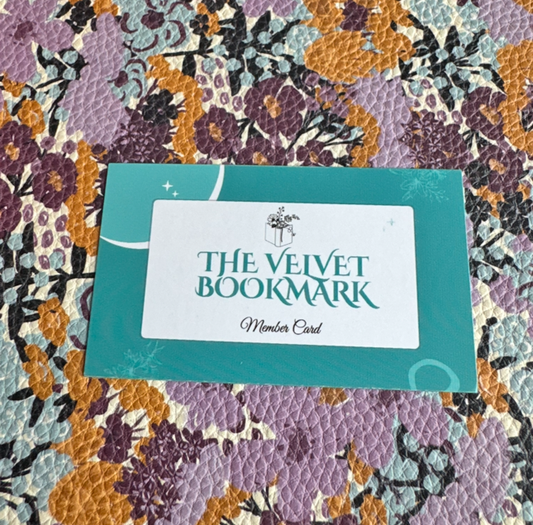 THE VELVET
BOOKMARK
Member Card